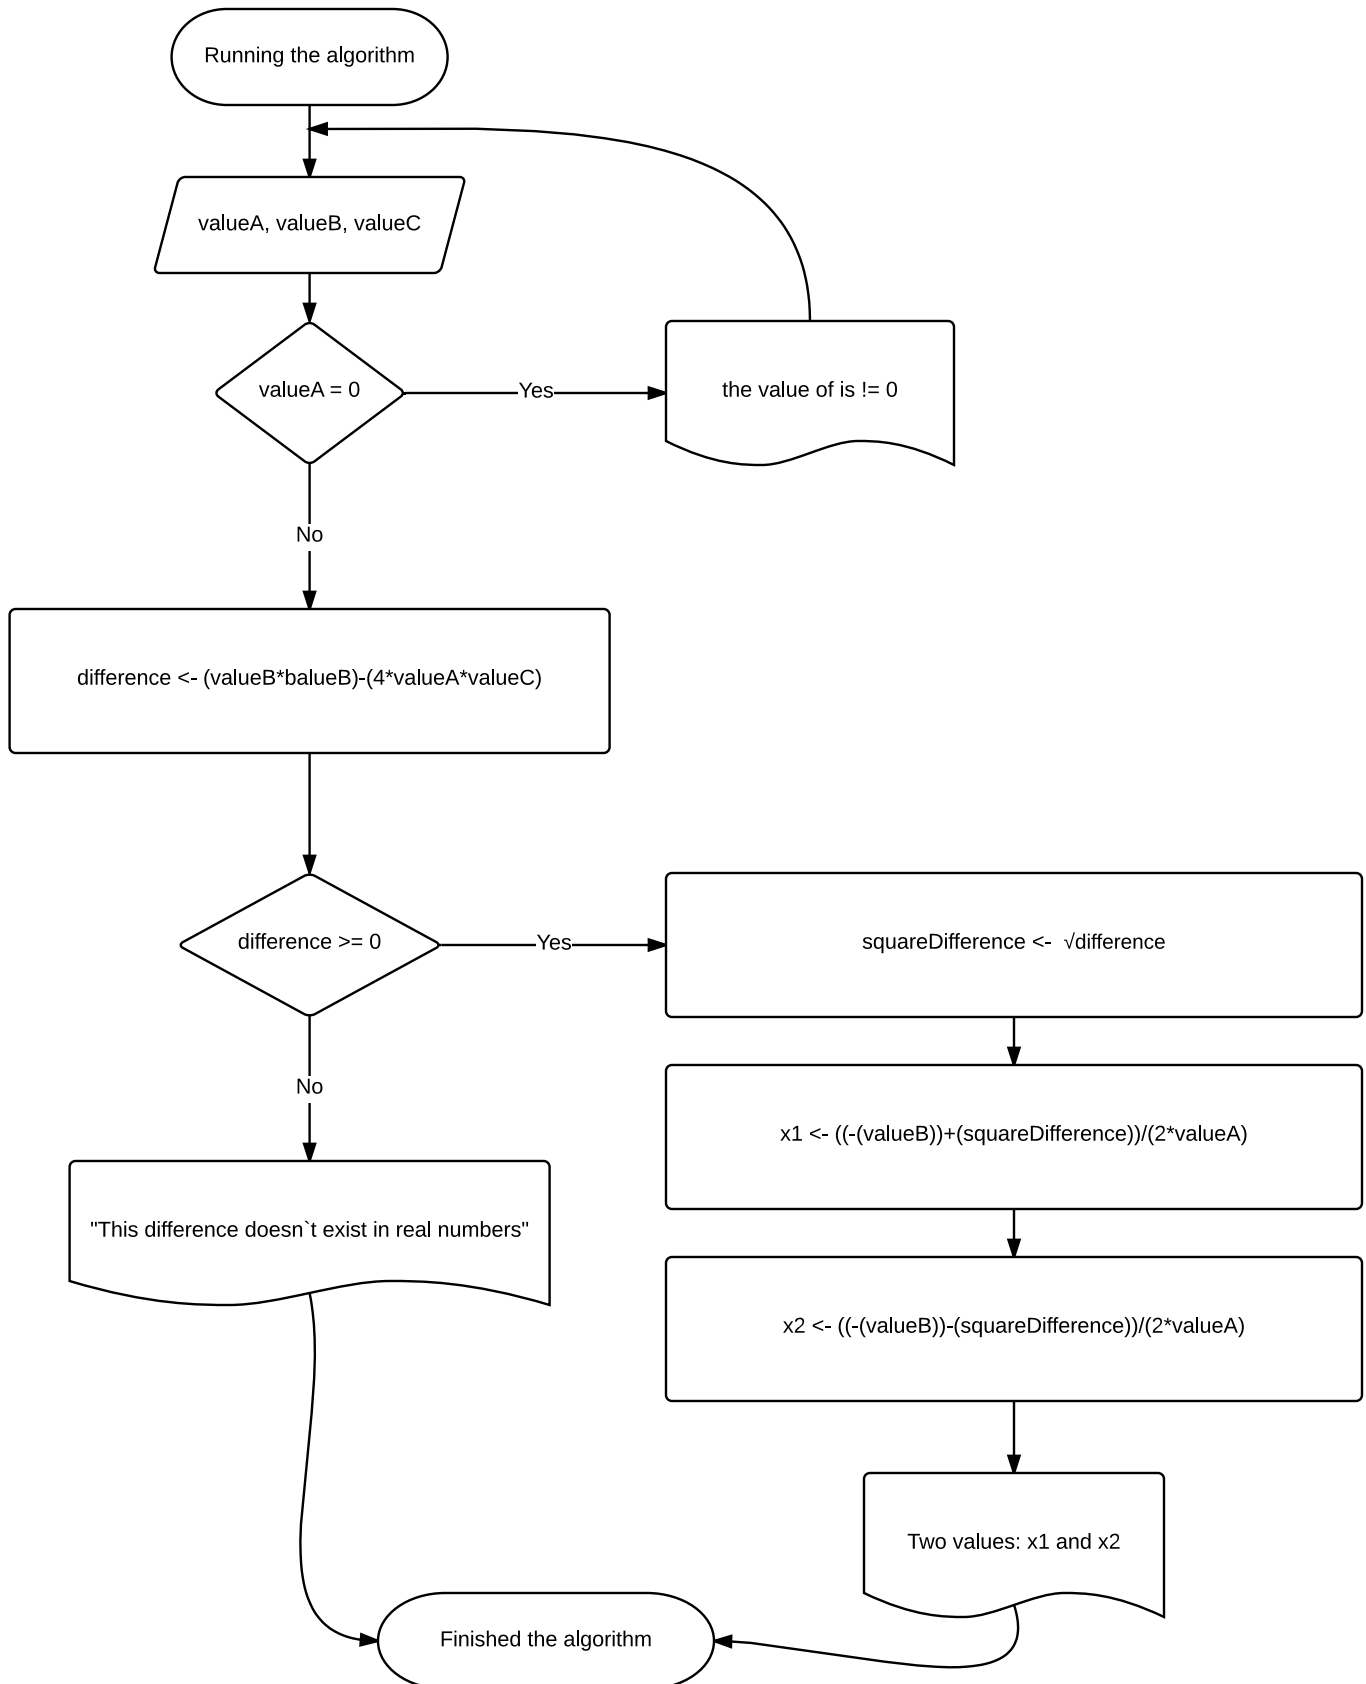 Running the algorithm
valueA, valueB, valueC
valueA = 0
Yes
the value of is != 0
No
difference <- (valueB*balueB)-(4*valueA*valueC)
difference >= 0
Yes
squareDifference <-  √difference
No
x1 <- ((-(valueB))+(squareDifference))/(2*valueA)
"This difference doesn`t exist in real numbers"
x2 <- ((-(valueB))-(squareDifference))/(2*valueA)
Two values: x1 and x2
Finished the algorithm